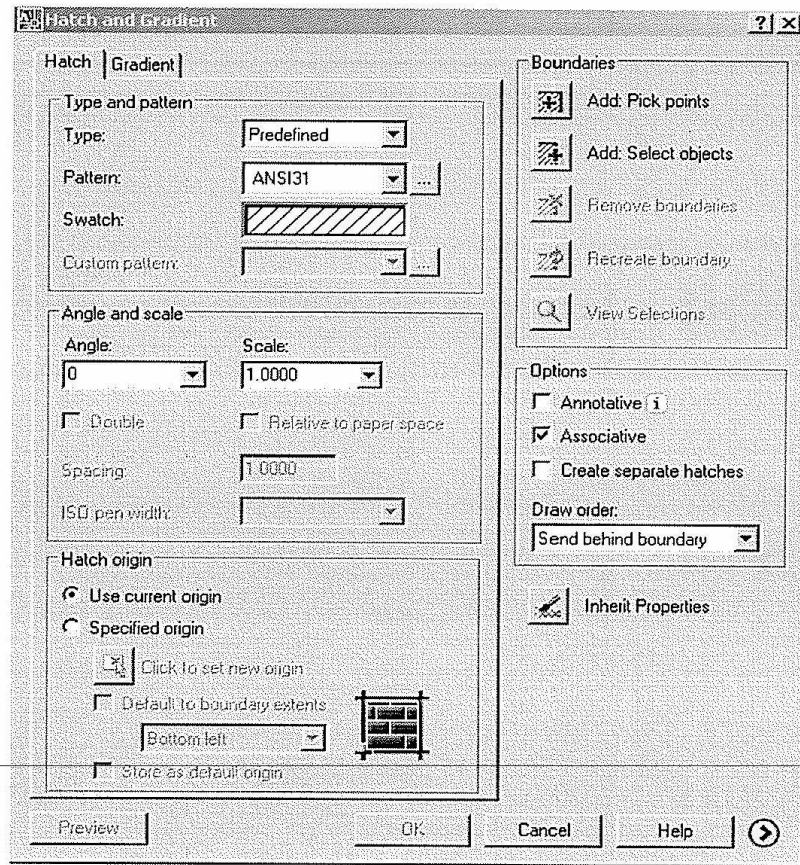 Hatch and Gradient
Hatch Gradient
Type and pattern
Type: Predefined
Pattern: ANSI31 ...
Swatch:
Custom pattern: ...
Angle and scale
Angle: Scale:
0 1.0000
Double Relative to paper space
Spacing: 1.0000
ISO pen width:
Hatch origin
Use current origin
Specified origin
Click to set new origin
Default to boundary extents
Bottom left
Store as default origin
Boundaries
Add: Pick points
Add: Select objects
Remove boundaries
Recreate boundary
View Selections
Options
Annotative i
Associative
Create separate hatches
Draw order:
Send behind boundary
Inherit Properties
Preview OK Cancel Help